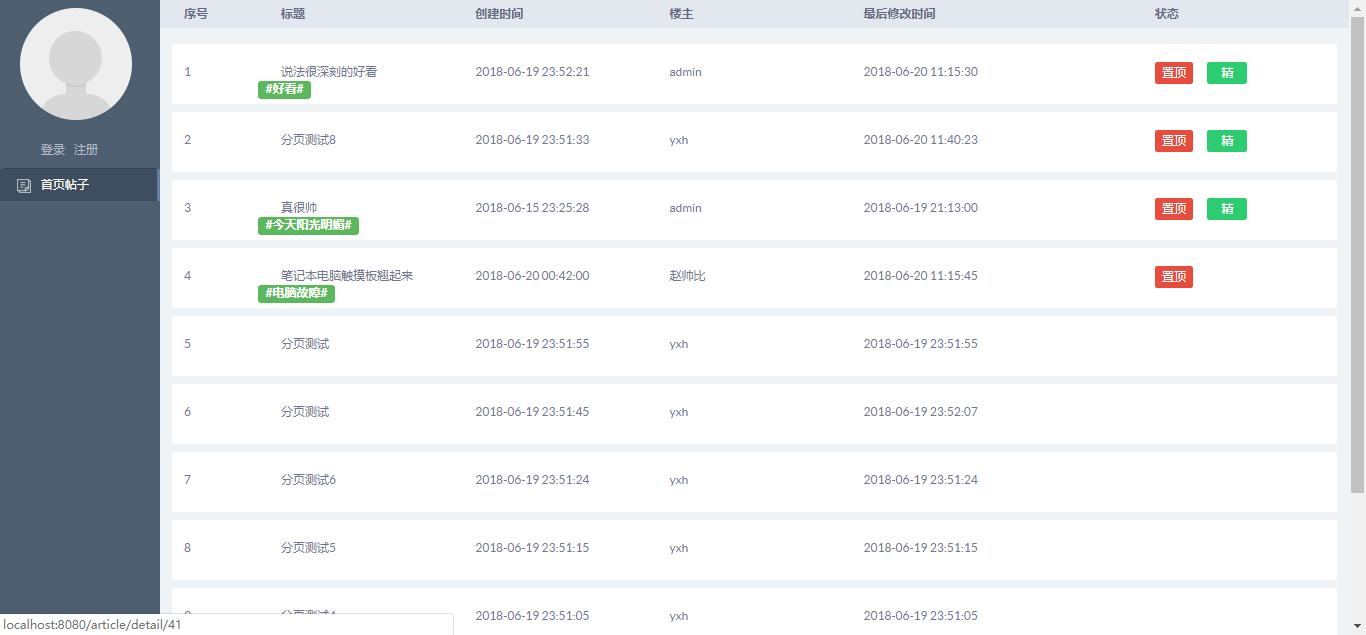 登录 注册
首页帖子
序号 标题 创建时间 楼主 最后修改时间 状态
1 说法很深刻的好看 2018-06-19 23:52:21 admin 2018-06-20 11:15:30 置顶 精
#好看#
2 分页测试8 2018-06-19 23:51:33 yxh 2018-06-20 11:40:23 置顶 精
3 真很帅 2018-06-15 23:25:28 admin 2018-06-19 21:13:00 置顶 精
#今天阳光明媚#
4 笔记本电脑触摸板翘起来 2018-06-20 00:42:00 赵帅比 2018-06-20 11:15:45 置顶
#电脑故障#
5 分页测试 2018-06-19 23:51:55 yxh 2018-06-19 23:51:55
6 分页测试 2018-06-19 23:51:45 yxh 2018-06-19 23:52:07
7 分页测试6 2018-06-19 23:51:24 yxh 2018-06-19 23:51:24
8 分页测试5 2018-06-19 23:51:15 yxh 2018-06-19 23:51:15
2018-06-19 23:51:05 yxh 2018-06-19 23:51:05
localhost:8080/article/detail/41